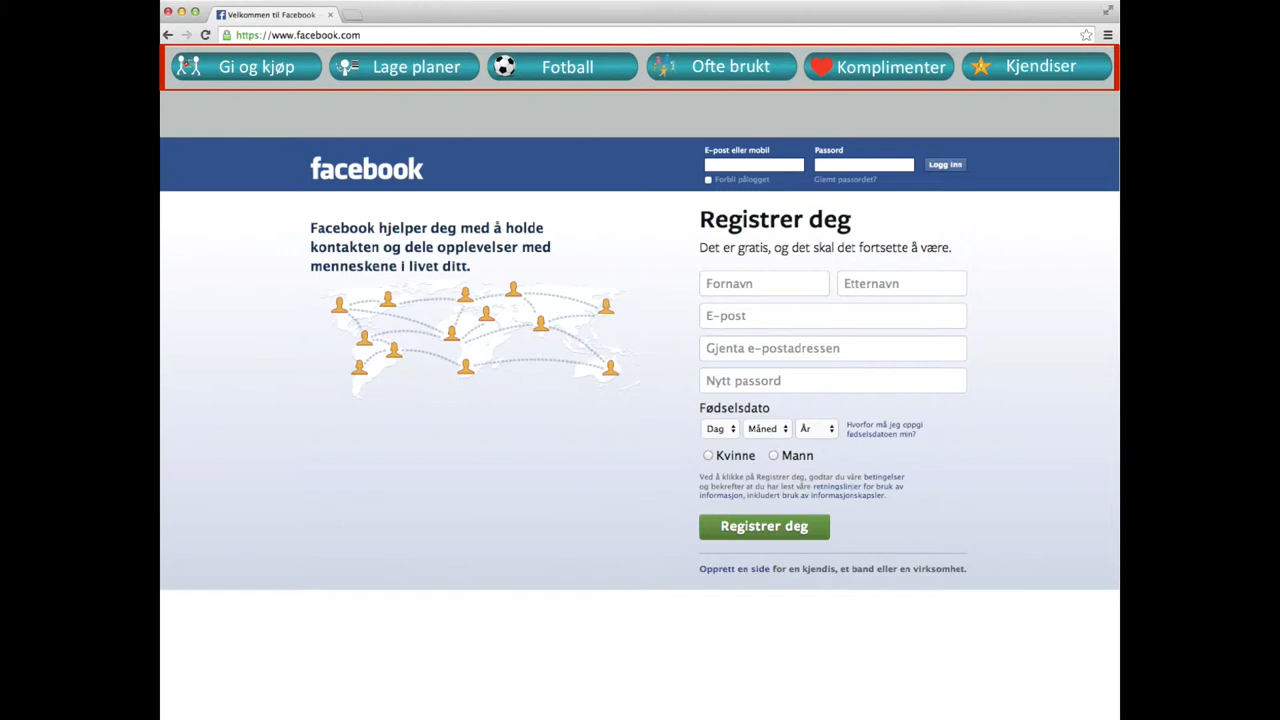 Velkommen til Facebook
https://www.facebook.com
Gi og kjøp
Lage planer
Fotball
Ofte brukt
Komplimenter
Kjendiser
facebook
E-post eller mobil
Passord
Logg inn
Forbli pålogget
Glemt passordet?
Facebook hjelper deg med å holde
kontakten og dele opplevelser med
menneskene i livet ditt.
Registrer deg
Det er gratis, og det skal det fortsette å være.
Fornavn
Etternavn
E-post
Gjenta e-postadressen
Nytt passord
Fødselsdato
Dag
Måned
År
Hvorfor må jeg oppgi
fødselsdatoen min?
Kvinne
Mann
Ved å klikke på Registrer deg, godtar du våre betingelser
og bekrefter at du har lest våre retningslinjer for bruk av
informasjon, inkludert bruk av informasjonskapsler.
Registrer deg
Opprett en side for en kjendis, et band eller en virksomhet.